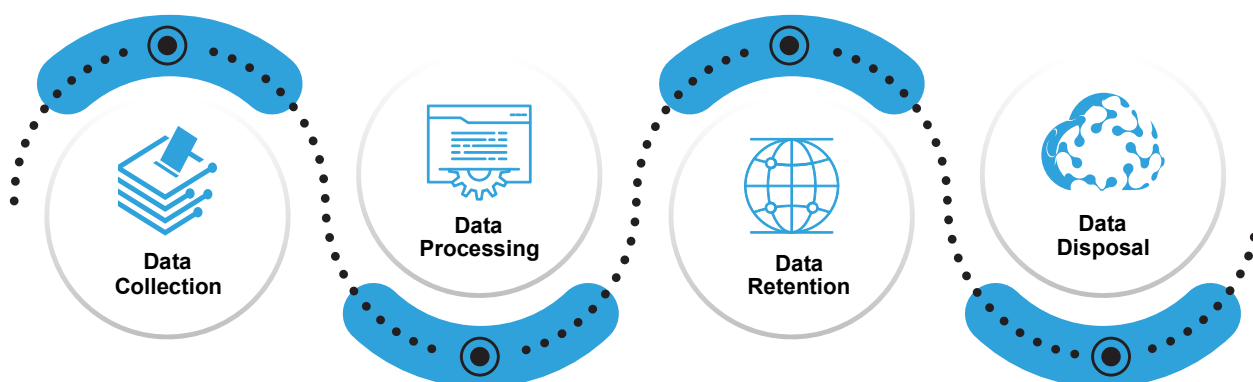 Data
Collection
Data
Processing
Data
Retention
Data
Disposal